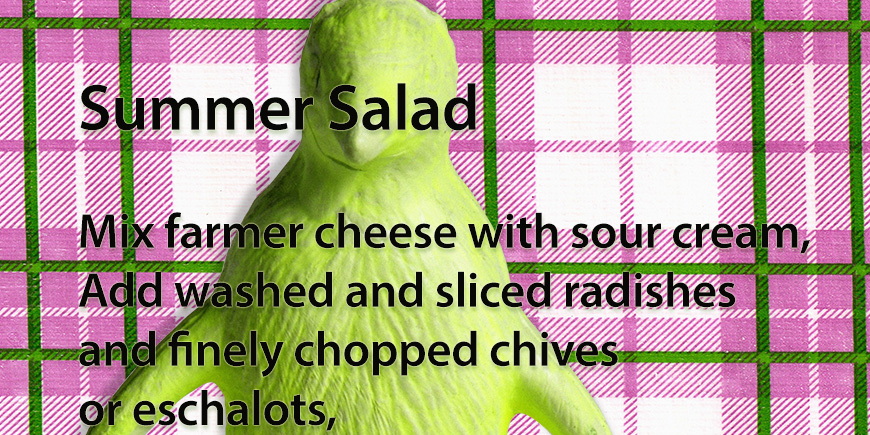 Summer Salad
Mix farmer cheese with sour cream,
Add washed and sliced radishes
and finely chopped chives
or eschalots,